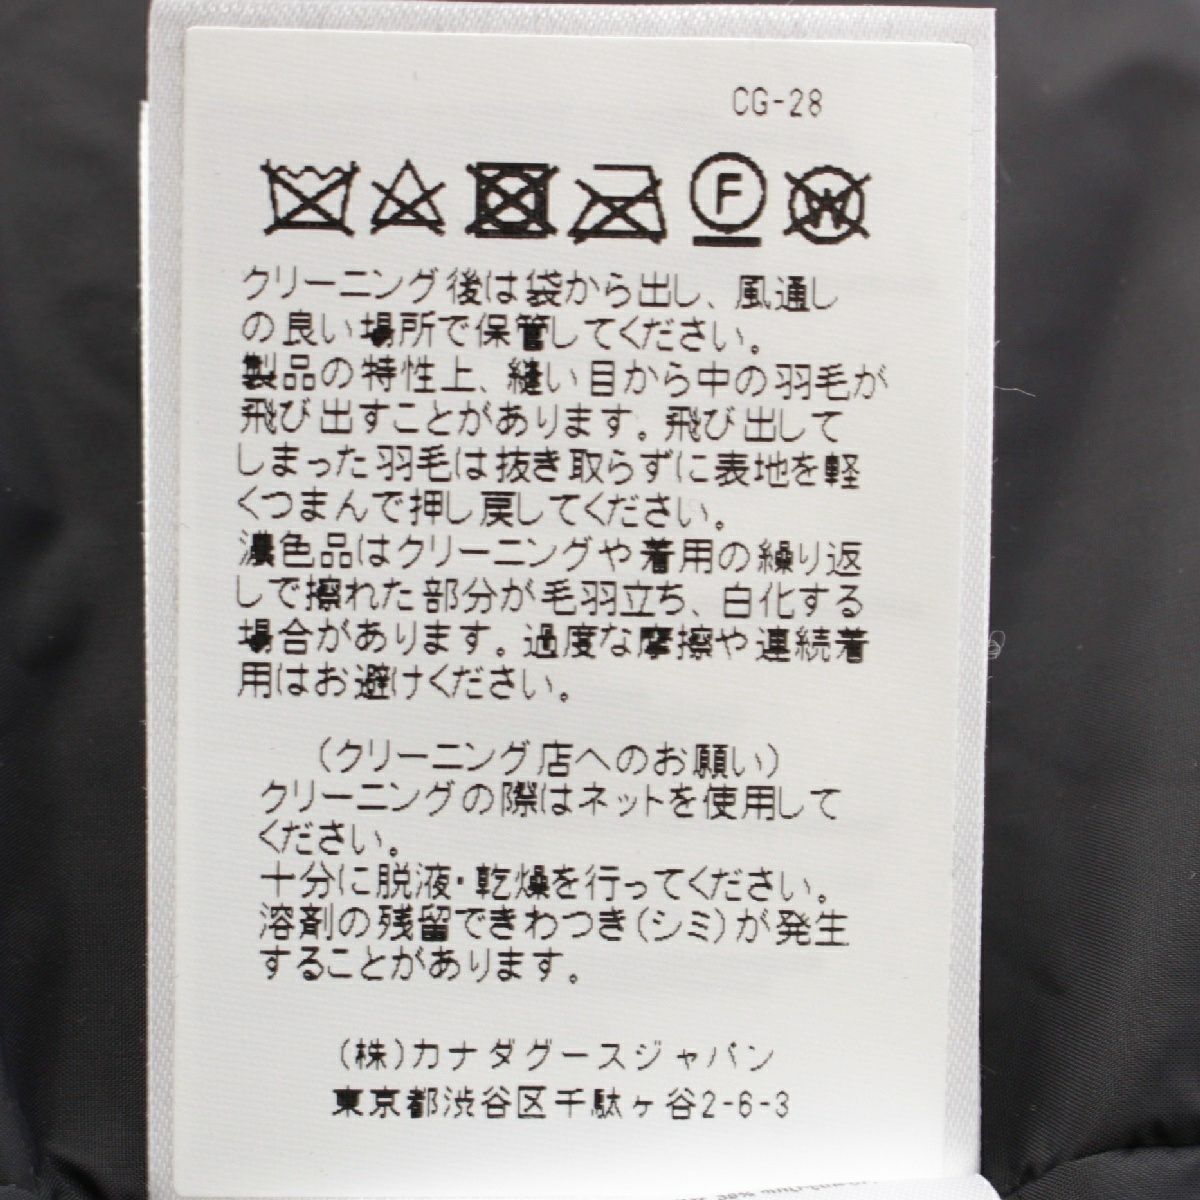 CG-28
F
W
クリーニング後は袋から出し、風通し
の良い場所で保管してください。
製品の特性上、縫い目から中の羽毛が
飛び出すことがあります。飛び出して
しまった羽毛は抜き取らずに表地を軽
くつまんで押し戻してください。
濃色品はクリーニングや着用の繰り返
しで擦れた部分が毛羽立ち、白化する
場合があります。過度な摩擦や連続着
用はお避けください。
(クリーニング店へのお願い)
クリーニングの際はネットを使用して
ください。
十分に脱液・乾燥を行ってください。
溶剤の残留できわつき(シミ)が発生
することがあります。
(株)カナダグースジャパン
東京都渋谷区千駄ヶ谷2-6-3